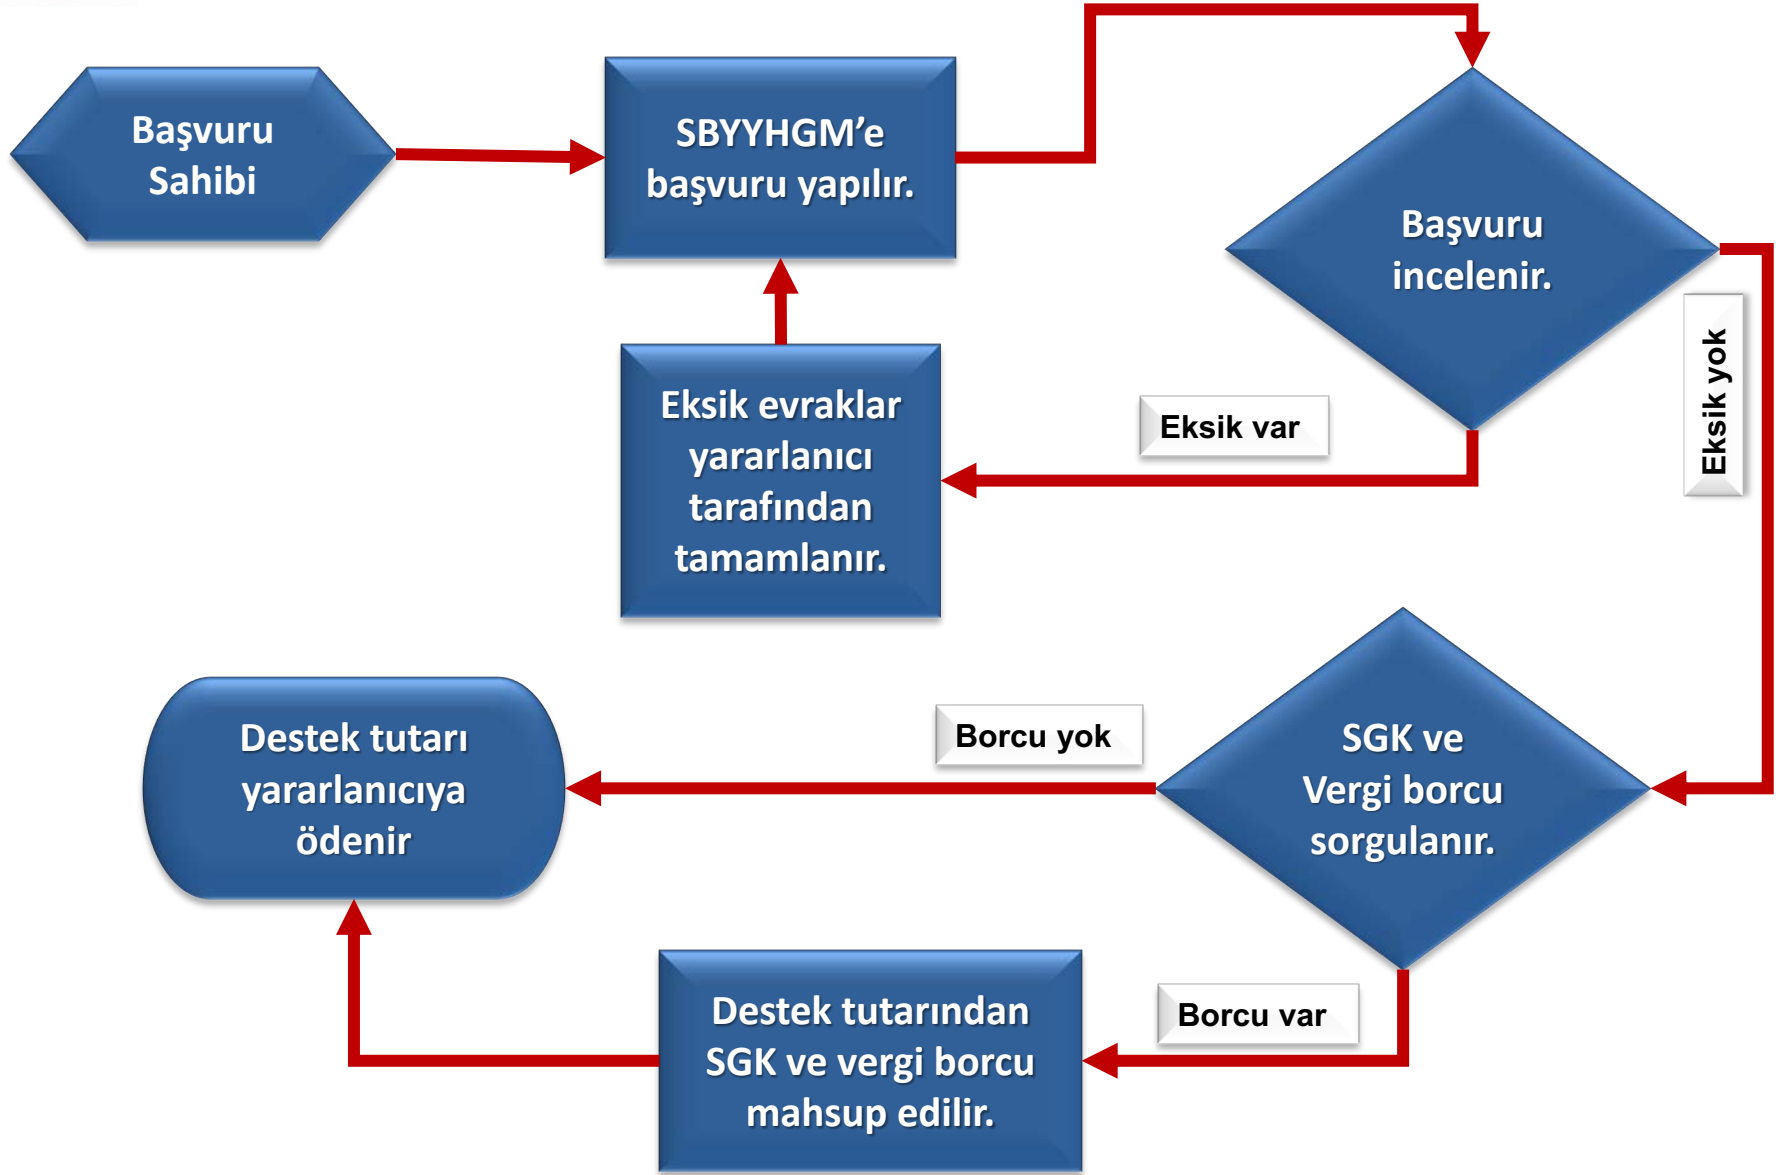 Başvuru
Sahibi
SBYYHGM’e
başvuru yapılır.
Başvuru
incelenir.
Eksik yok
Eksik var
Eksik evraklar
yararlanıcı
tarafından
tamamlanır.
SGK ve
Vergi borcu
sorgulanır.
Borcu yok
Destek tutarı
yararlanıcıya
ödenir
Borcu var
Destek tutarından
SGK ve vergi borcu
mahsup edilir.